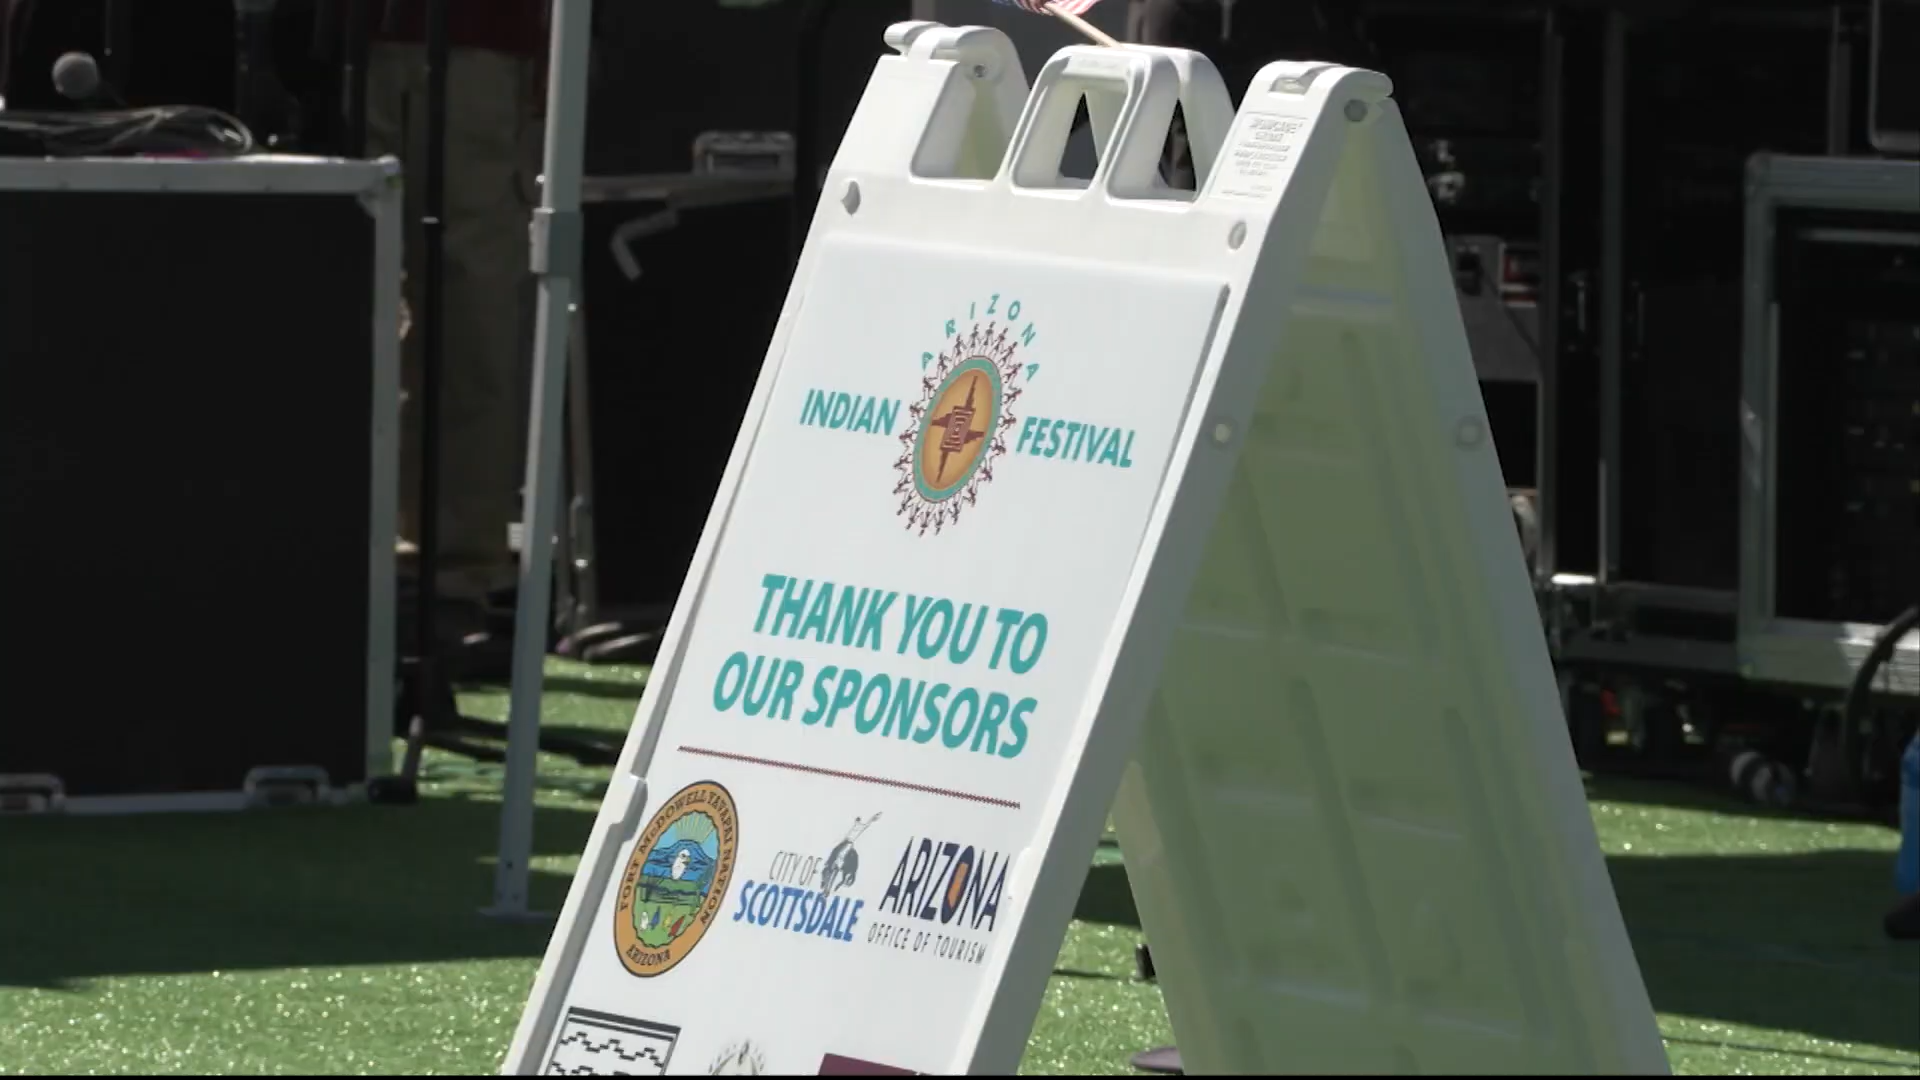 ARIZONA
INDIAN FESTIVAL
THANK YOU TO
OUR SPONSORS
FORT McDOWELL YAVAPAI NATION
ARIZONA
CITY OF
SCOTTSDALE
ARIZONA
OFFICE OF TOURISM